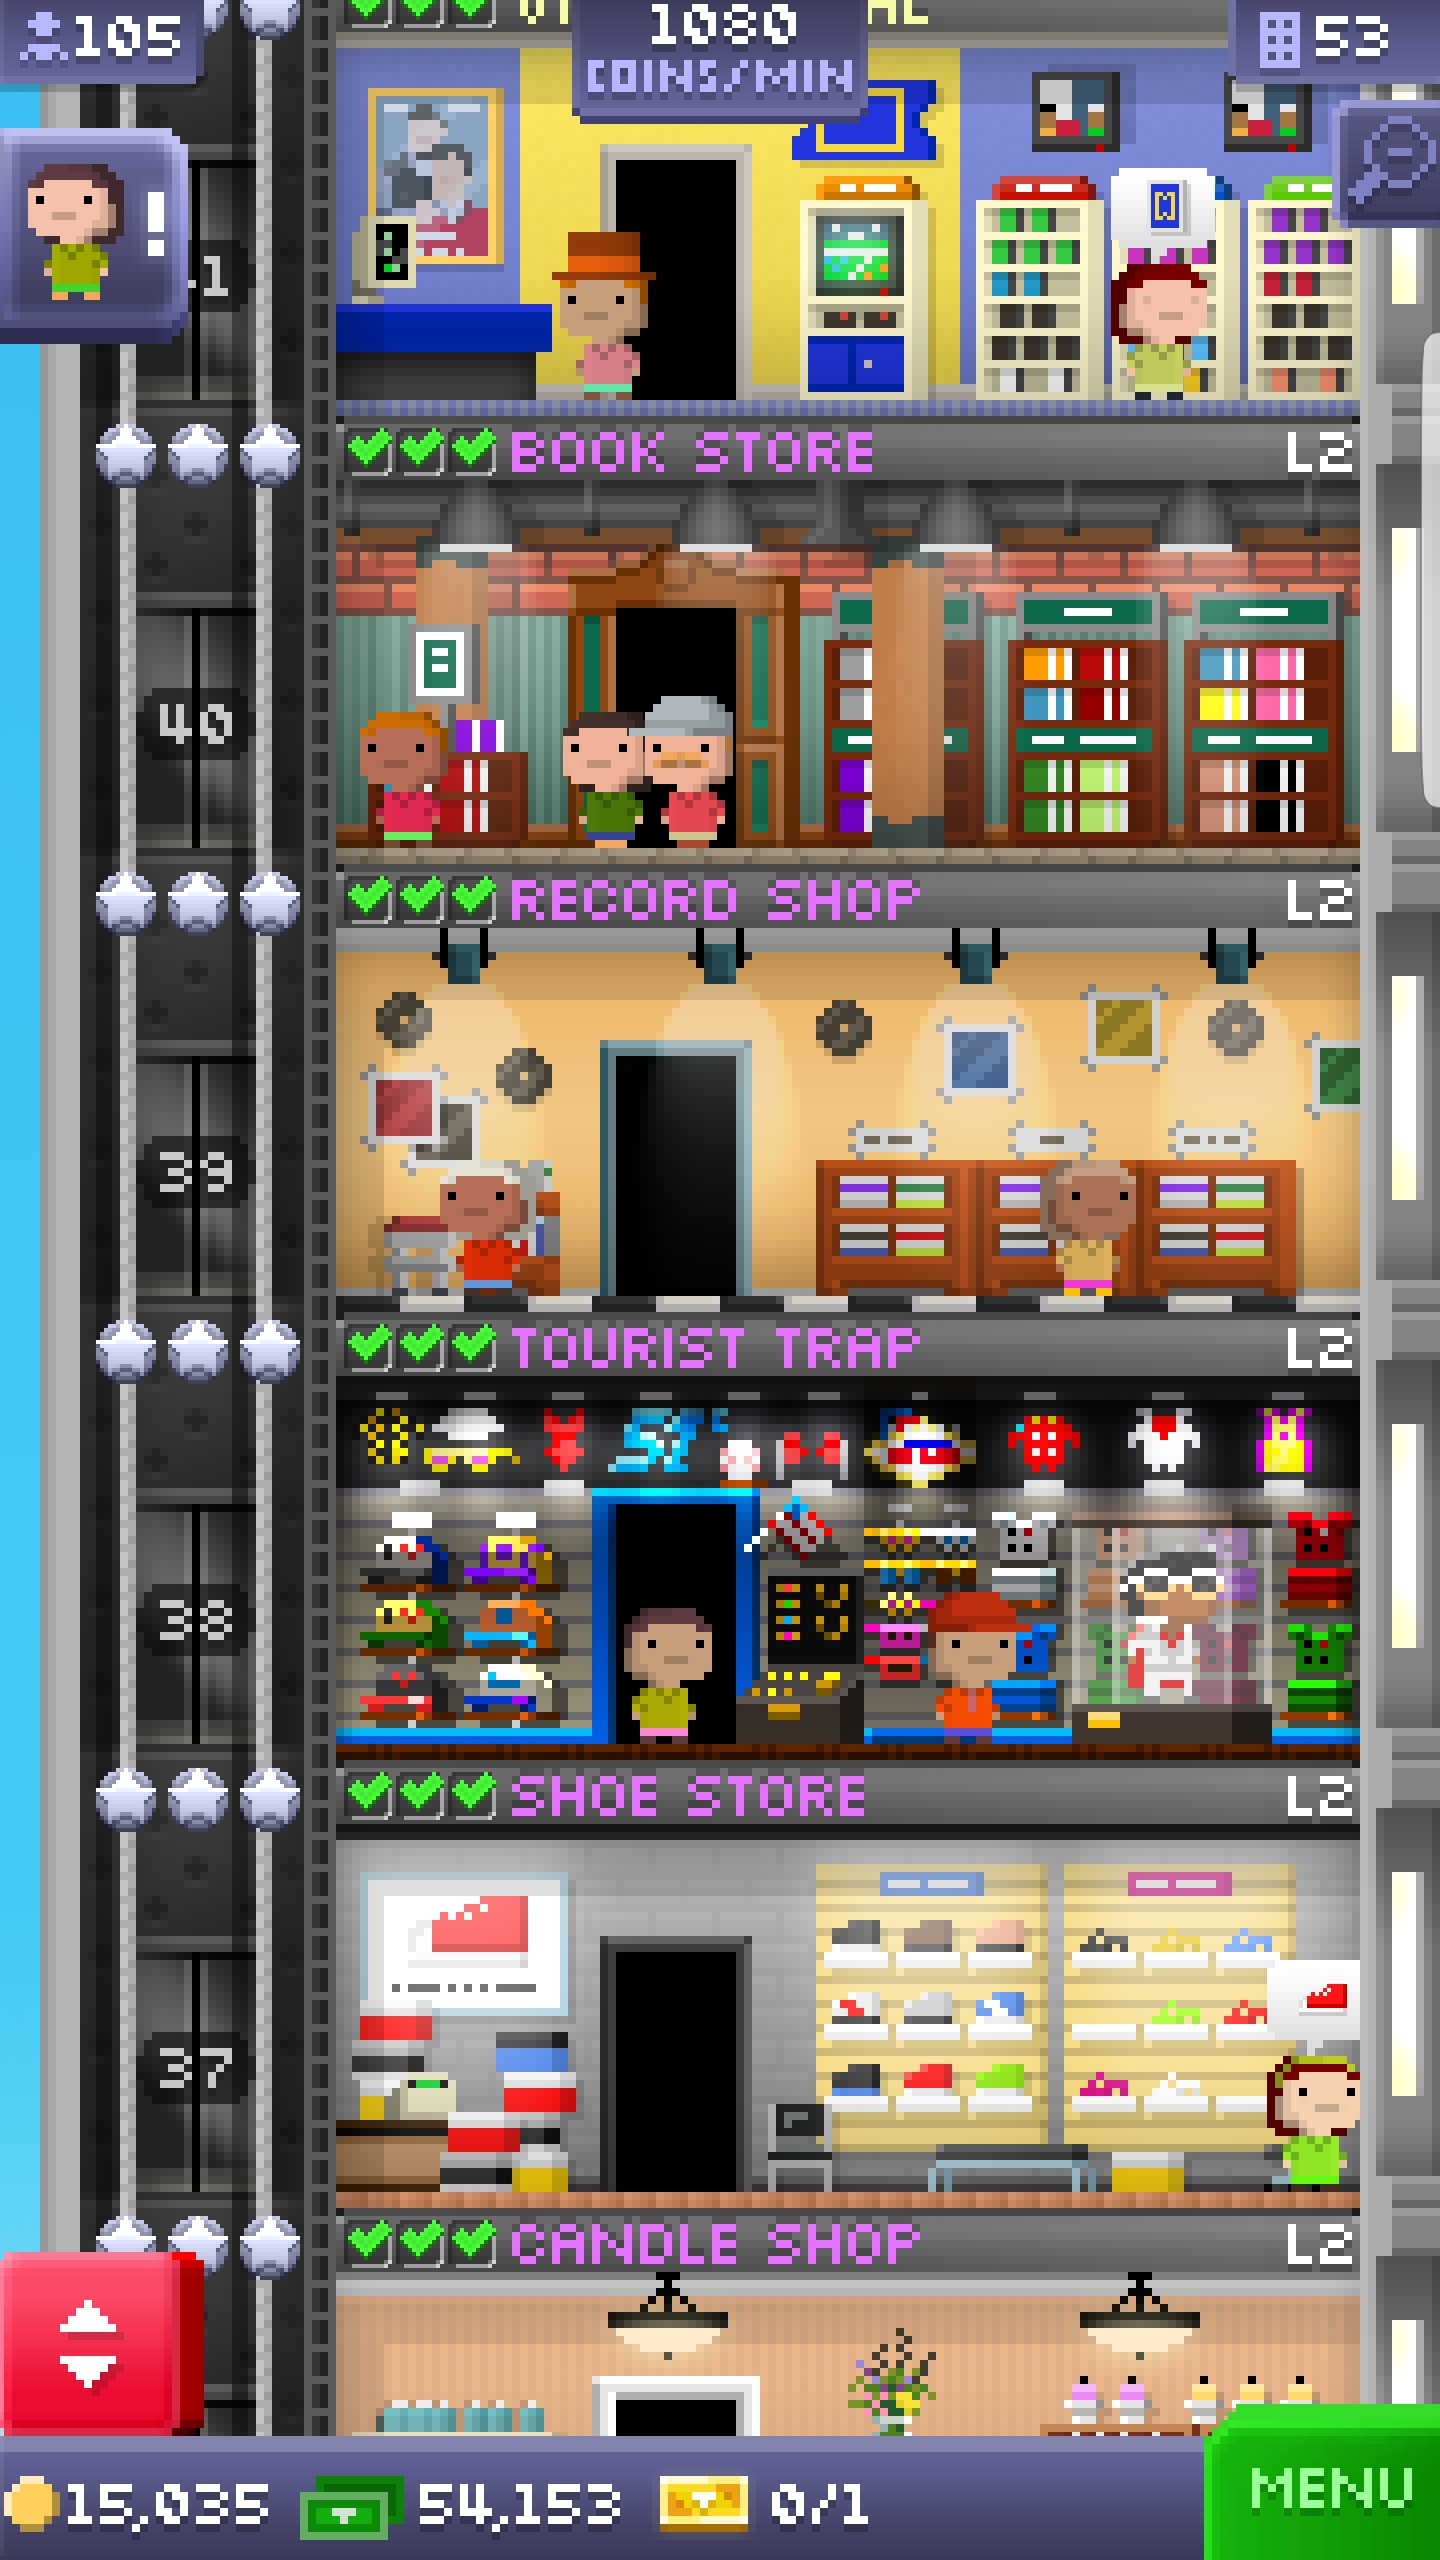 105
1080
COINS/MIN
53
BOOK STORE
L2
40
RECORD SHOP
L2
39
TOURIST TRAP
L2
38
SHOE STORE
L2
37
CANDLE SHOP
L2
15,035
54,153
0/1
MENU